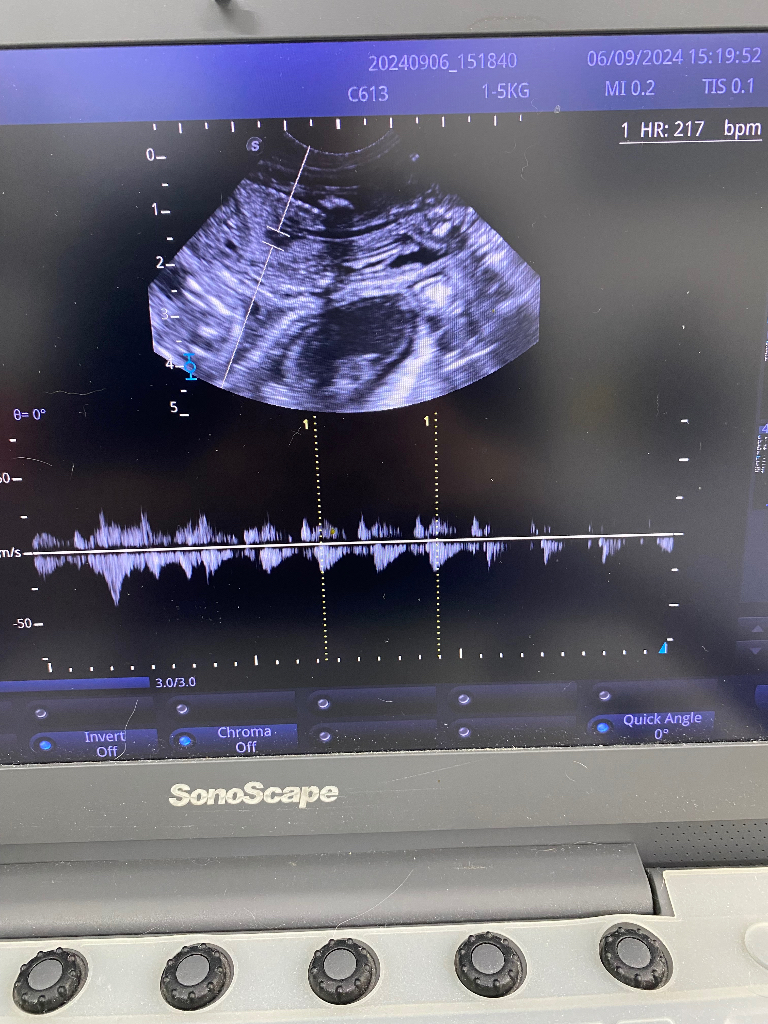 20240906_151840
06/09/2024 15:19:52
C613
1-5KG
MI 0.2
TIS 0.1
1 HR: 217 bpm
S
0
1
2
3
4
5
θ= 0°
1
1
-50
3.0/3.0
Invert
Off
Chroma
Off
Quick Angle
0°
SonoScape